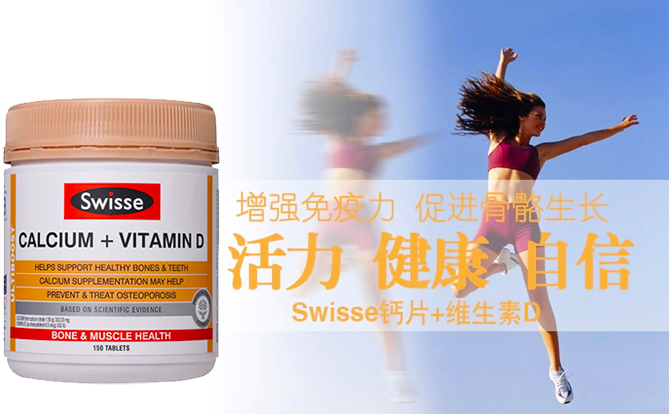 Swisse
ULTIBOOST
CALCIUM + VITAMIN D
HELPS SUPPORT HEALTHY BONES & TEETH
CALCIUM SUPPLEMENTATION MAY HELP
PREVENT & TREAT OSTEOPOROSIS
BASED ON SCIENTIFIC EVIDENCE
BONE & MUSCLE HEALTH
150 TABLETS
增强免疫力 促进骨骼生长
活力 健康 自信
Swisse钙片+维生素D